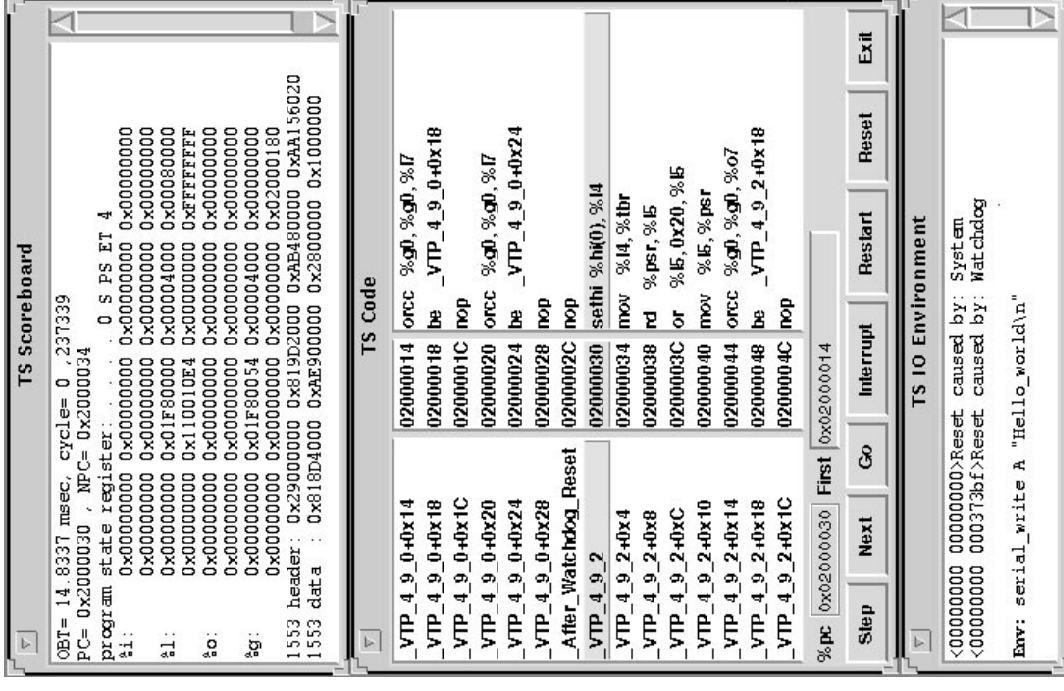 TS Scoreboard
OBT= 14.8337 msec, cycle= 0 ,237339
PC= 0x2000030 , NPC= 0x2000034
program state register: . . . . . . O S PS ET 4
%i: 0x00000000 0x00000000 0x00000000 0x00000000
0x00000000 0x00000000 0x00000000 0x00000000
%l: 0x00000000 0x01F80000 0x00004000 0x00080000
0x00000000 0x110010E4 0x00000000 0xFFFFFFFF
%o: 0x00000000 0x00000000 0x00000000 0x00000000
0x00000000 0x00000000 0x00000000 0x00000000
%g: 0x00000000 0x01F80054 0x00004000 0x00000000
0x00000000 0x00000000 0x00000000 0x02000180
1553 header: 0x29000000 0x819D2000 0xAB480000 0xAA156020
1553 data : 0x818D4000 0xAE900000 0x2800000 0x1000000
TS Code
_VTP_4_9_0+0x14 02000014 orcc %g0, %g0, %l7
_VTP_4_9_0+0x18 02000018 be _VTP_4_9_0+0x18
_VTP_4_9_0+0x1C 0200001C nop
_VTP_4_9_0+0x20 02000020 orcc %g0, %g0, %l7
_VTP_4_9_0+0x24 02000024 be _VTP_4_9_0+0x24
_VTP_4_9_0+0x28 02000028 nop
_After_Watchdog_Reset 0200002C nop
_VTP_4_9_2 02000030 sethi %hi(0), %l4
_VTP_4_9_2+0x4 02000034 mov %l4, %tbr
_VTP_4_9_2+0x8 02000038 rd %psr, %l5
_VTP_4_9_2+0xC 0200003C or %l5, 0x20, %l5
_VTP_4_9_2+0x10 02000040 mov %l5, %psr
_VTP_4_9_2+0x14 02000044 orcc %g0, %g0, %o7
_VTP_4_9_2+0x18 02000048 be _VTP_4_9_2+0x18
_VTP_4_9_2+0x1C 0200004C nop
%pc 0x02000030 First 0x02000014
Step Next Go Interrupt Restart Reset Exit
TS IO Environment
<00000000 00000000>Reset caused by: System
<00000000 000373bf>Reset caused by: Watchdog
Env: serial_write A "Hello_world\n"